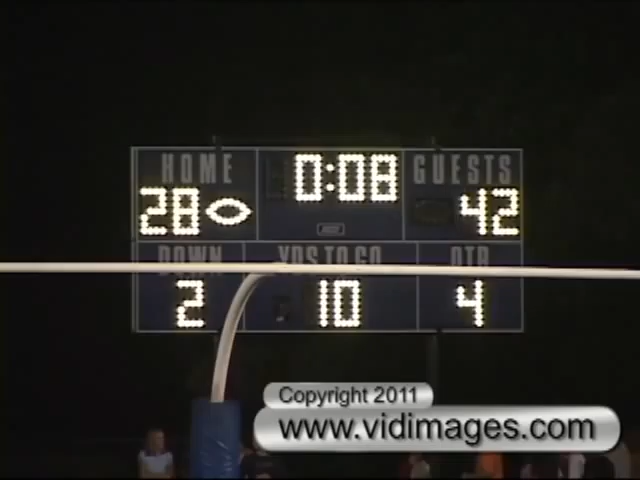 HOME 0:08 GUESTS
28 42
DOWN YDS TO GO QTR
2 10 4
Copyright 2011
www.vidimages.com